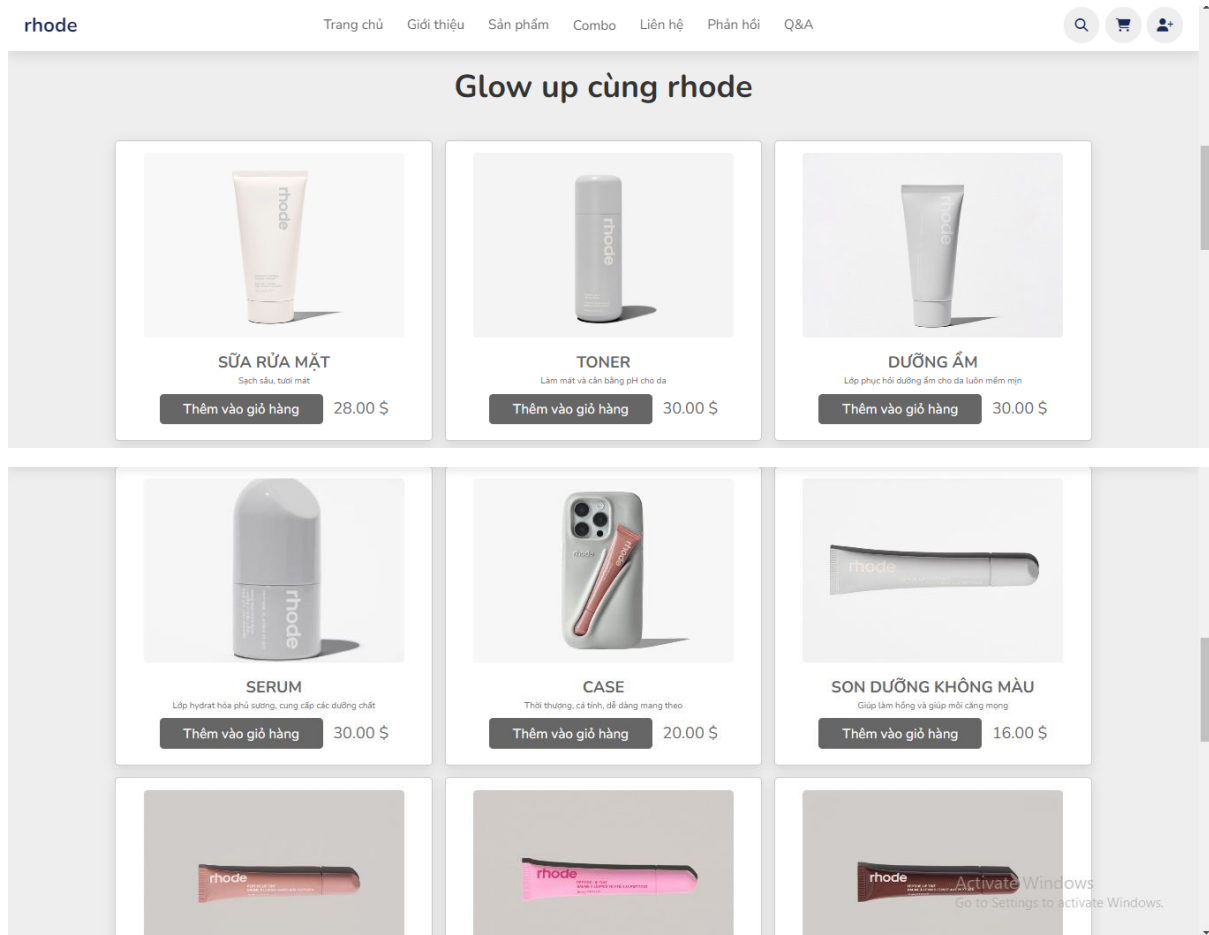 rhode
Trang chủ Giới thiệu Sản phẩm Combo Liên hệ Phản hồi Q&A
Glow up cùng rhode
rhode
rhode
rhode
SỮA RỬA MẶT
Sạch sâu, tươi mát
Thêm vào giỏ hàng 28.00 $
TONER
Làm mát và cân bằng pH cho da
Thêm vào giỏ hàng 30.00 $
DƯỠNG ẨM
Lớp phục hồi dưỡng ẩm cho da luôn mềm mịn
Thêm vào giỏ hàng 30.00 $
rhode
rhode
rhode
rhode
SERUM
Lớp hydrat hóa phủ sương, cung cấp các dưỡng chất
Thêm vào giỏ hàng 30.00 $
CASE
Thời thượng, cá tính, dễ dàng mang theo
Thêm vào giỏ hàng 20.00 $
SON DƯỠNG KHÔNG MÀU
Giúp làm hồng và giúp môi căng mọng
Thêm vào giỏ hàng 16.00 $
rhode
rhode
rhode
Activate Windows
Go to Settings to activate Windows.